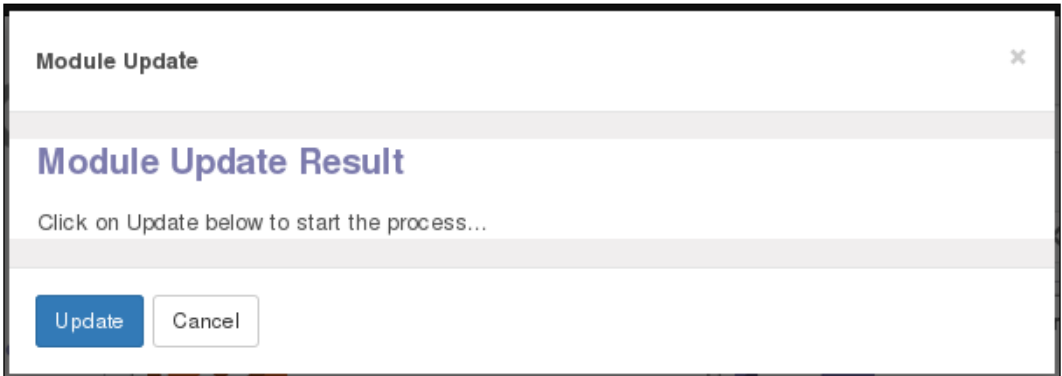 Module Update
×
Module Update Result
Click on Update below to start the process...
Update Cancel